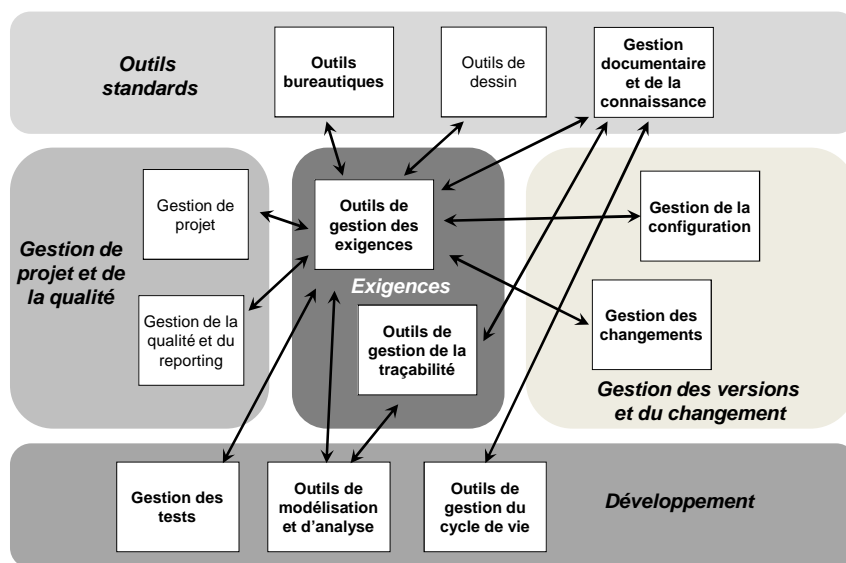 Outils
standards
Outils
bureautiques
Outils de
dessin
Gestion
documentaire
et de la
connaissance
Gestion de
projet et de
la qualité
Gestion de
projet
Gestion de la
qualité et du
reporting
Outils de
gestion des
exigences
Exigences
Outils de
gestion de la
traçabilité
Gestion de la
configuration
Gestion des
changements
Gestion des versions
et du changement
Gestion des
tests
Outils de
modélisation
et d'analyse
Outils de
gestion du
cycle de vie
Développement